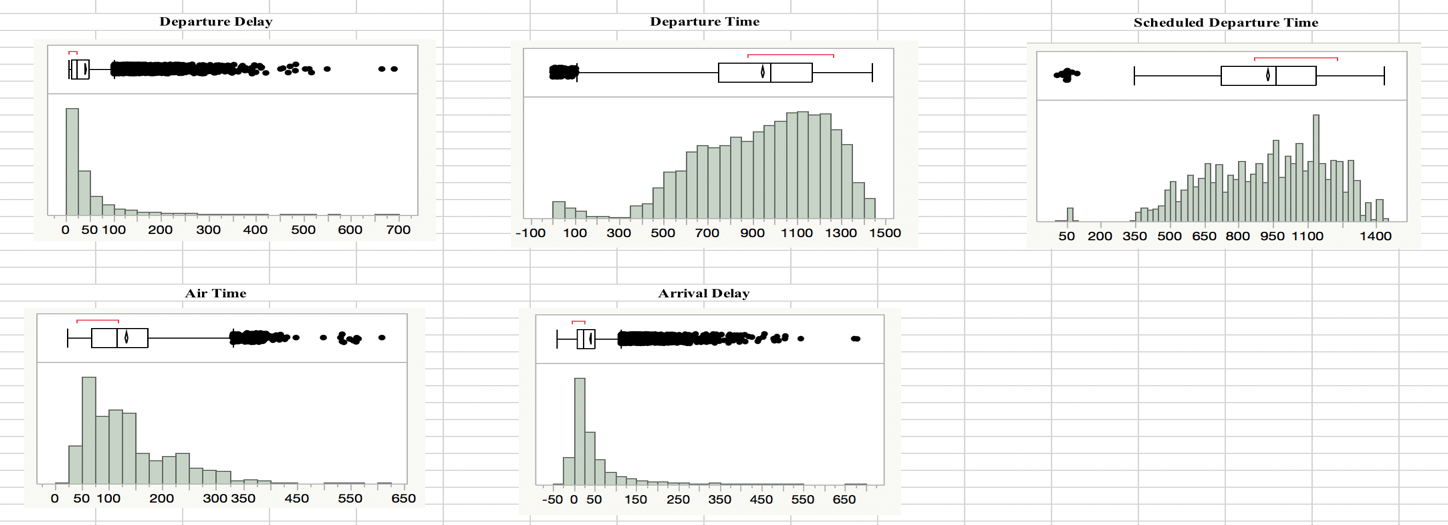 Departure Delay
0 50 100 200 300 400 500 600 700
Departure Time
-100 100 300 500 700 900 1100 1300 1500
Scheduled Departure Time
50 200 350 500 650 800 950 1100 1400
Air Time
0 50 100 200 300 350 450 550 650
Arrival Delay
-50 0 50 150 250 350 450 550 650